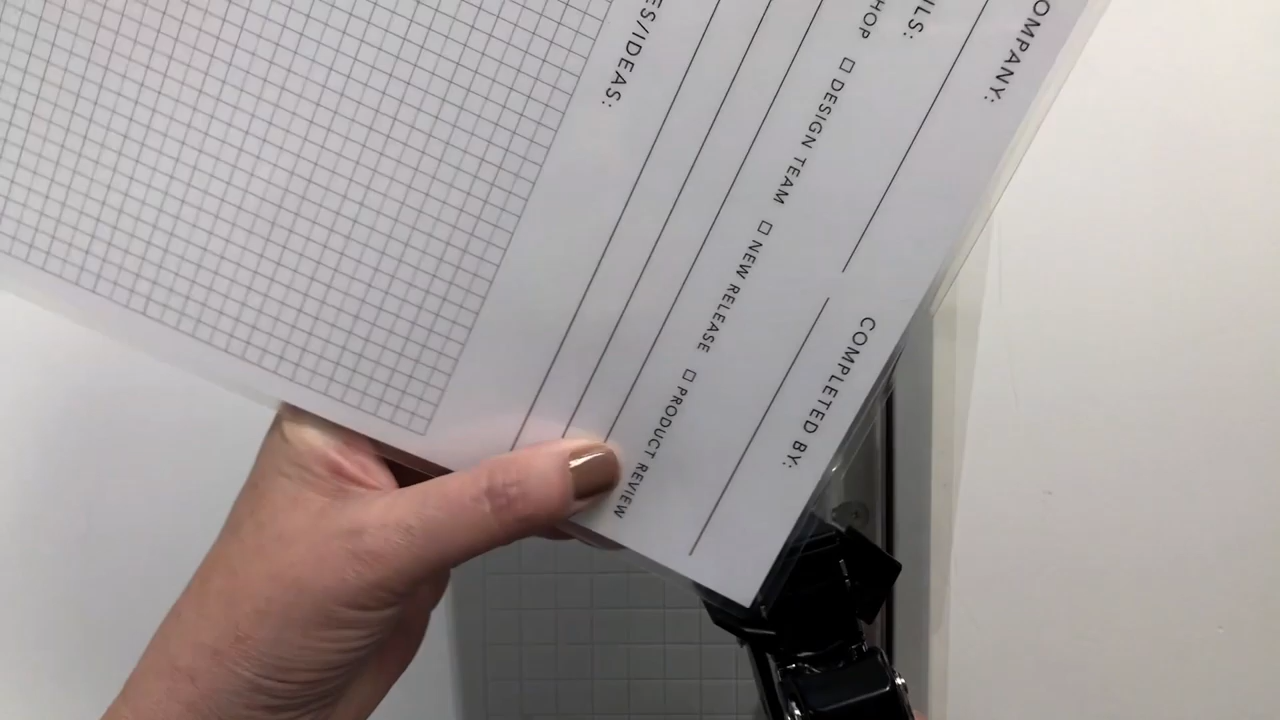 OMPANY:
COMPLETED BY:
ILS:
HOP □ DESIGN TEAM □ NEW RELEASE □ PRODUCT REVIEW
ES/IDEAS: